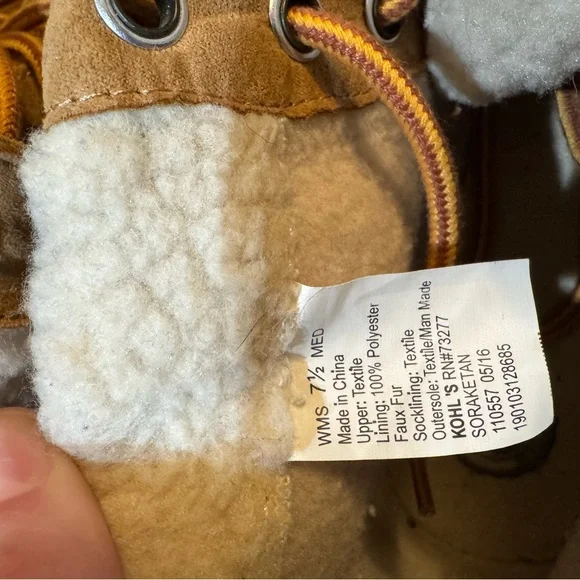 WMS 7½ MED
Made in China
Upper: Textile
Lining: 100% Polyester
Faux Fur
Socklining: Textile
Outersole: Textile/Man Made
KOHL'S RN#73277
SORAKETAN
110557 05/16
190103128685